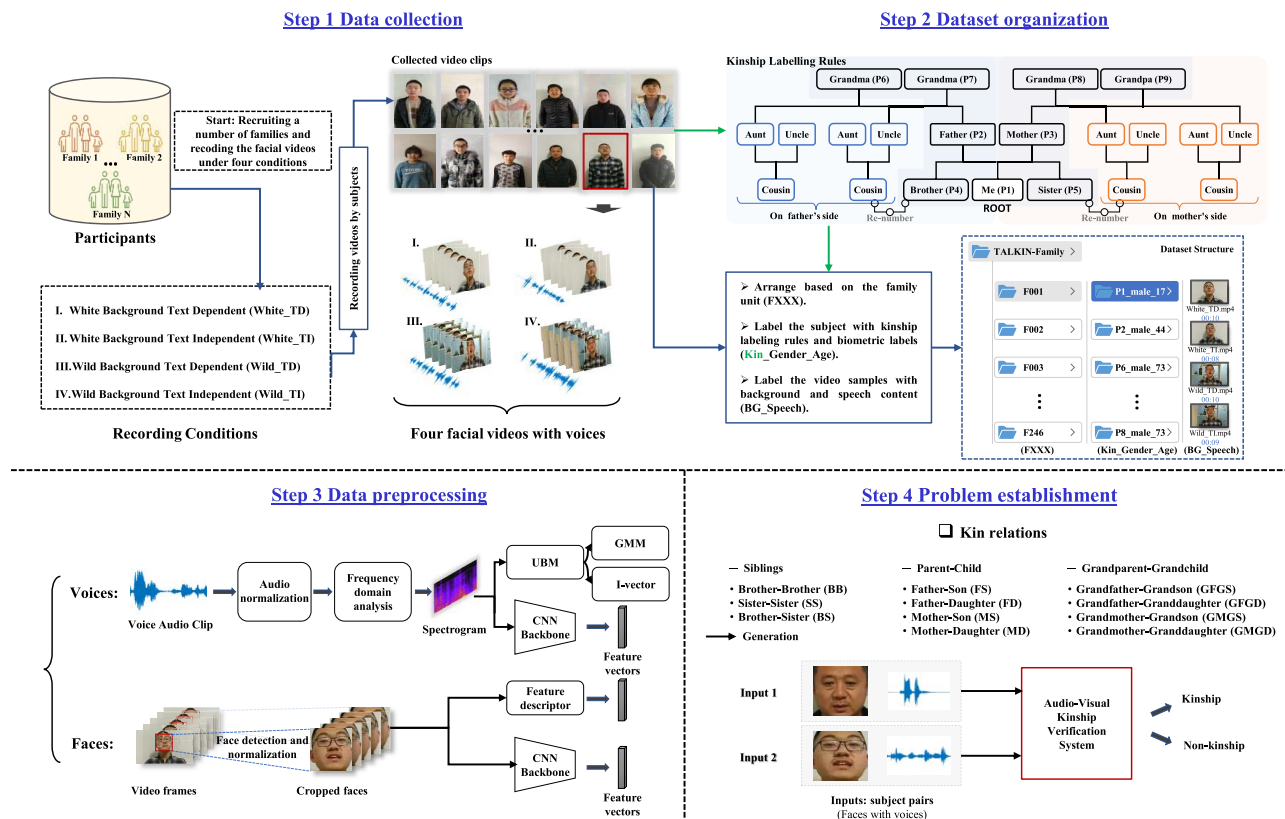 Step 1 Data collection
Family 1
Family 2
...
Family N
Participants
Start: Recruiting a
number of families and
recoding the facial videos
under four conditions
I. White Background Text Dependent (White_TD)
II. White Background Text Independent (White_TI)
III.Wild Background Text Dependent (Wild_TD)
IV.Wild Background Text Independent (Wild_TI)
Recording Conditions
Recording videos by subjects
Collected video clips
...
I.
II.
III.
IV.
Four facial videos with voices
Step 2 Dataset organization
Kinship Labelling Rules
Grandma (P6)
Grandma (P7)
Grandma (P8)
Grandpa (P9)
Aunt
Uncle
Aunt
Uncle
Father (P2)
Mother (P3)
Aunt
Uncle
Aunt
Uncle
Cousin
Cousin
Brother (P4)
Me (P1)
Sister (P5)
Cousin
Cousin
On father's side
Re-number
ROOT
Re-number
On mother's side
➢ Arrange based on the family
unit (FXXX).
➢ Label the subject with kinship
labeling rules and biometric labels
(Kin_Gender_Age).
➢ Label the video samples with
background and speech content
(BG_Speech).
TALKIN-Family >
Dataset Structure
F001 >
P1_male_17>
White_TD.mp4
00:10
F002 >
P2_male_44>
White_TI.mp4
00:08
F003 >
P6_male_73>
Wild_TD.mp4
00:10
F246 >
P8_male_73>
Wild_TI.mp4
00:09
(FXXX)
(Kin_Gender_Age)
(BG_Speech)
Step 3 Data preprocessing
Voices:
Voice Audio Clip
Audio
normalization
Frequency
domain
analysis
Spectrogram
UBM
GMM
I-vector
CNN
Backbone
Feature
vectors
Faces:
Video frames
Face detection and
normalization
Cropped faces
Feature
descriptor
CNN
Backbone
Feature
vectors
Step 4 Problem establishment
❑ Kin relations
— Siblings
• Brother-Brother (BB)
• Sister-Sister (SS)
• Brother-Sister (BS)
— Parent-Child
• Father-Son (FS)
• Father-Daughter (FD)
• Mother-Son (MS)
• Mother-Daughter (MD)
— Grandparent-Grandchild
• Grandfather-Grandson (GFGS)
• Grandfather-Granddaughter (GFGD)
• Grandmother-Grandson (GMGS)
• Grandmother-Granddaughter (GMGD)
Generation
Input 1
Input 2
Audio-Visual
Kinship
Verification
System
Kinship
Non-kinship
Inputs: subject pairs
(Faces with voices)